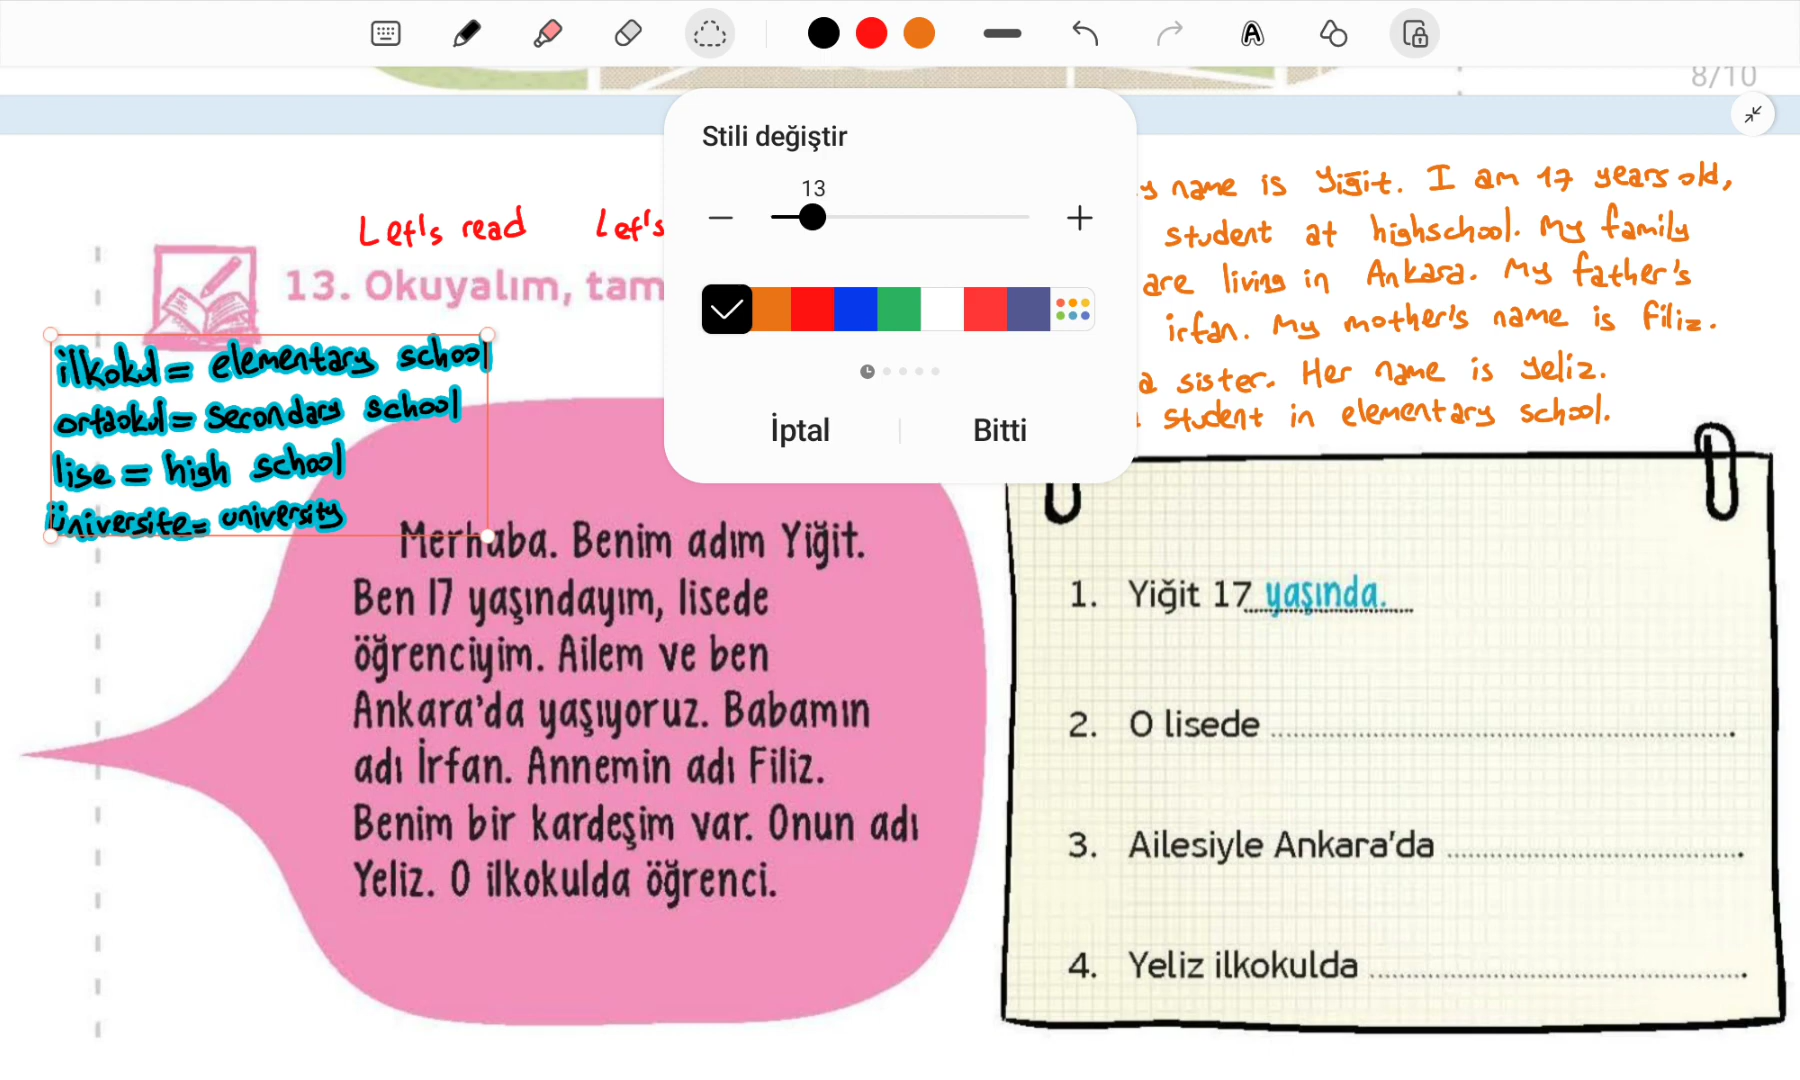 8/10
Stili değiştir
13
İptal
Bitti
Let's read Let's
13. Okuyalım, tam
ilkokul = elementary school
ortaokul = secondary school
lise = high school
üniversite = university
y name is Yiğit. I am 17 years old,
student at highschool. My family
are living in Ankara. My father's
irfan. My mother's name is Filiz.
a sister. Her name is Yeliz.
student in elementary school.
Merhaba. Benim adım Yiğit.
Ben 17 yaşındayım, lisede
öğrenciyim. Ailem ve ben
Ankara'da yaşıyoruz. Babamın
adı İrfan. Annemin adı Filiz.
Benim bir kardeşim var. Onun adı
Yeliz. O ilkokulda öğrenci.
1. Yiğit 17 yaşında.
2. O lisede .
3. Ailesiyle Ankara'da .
4. Yeliz ilkokulda .